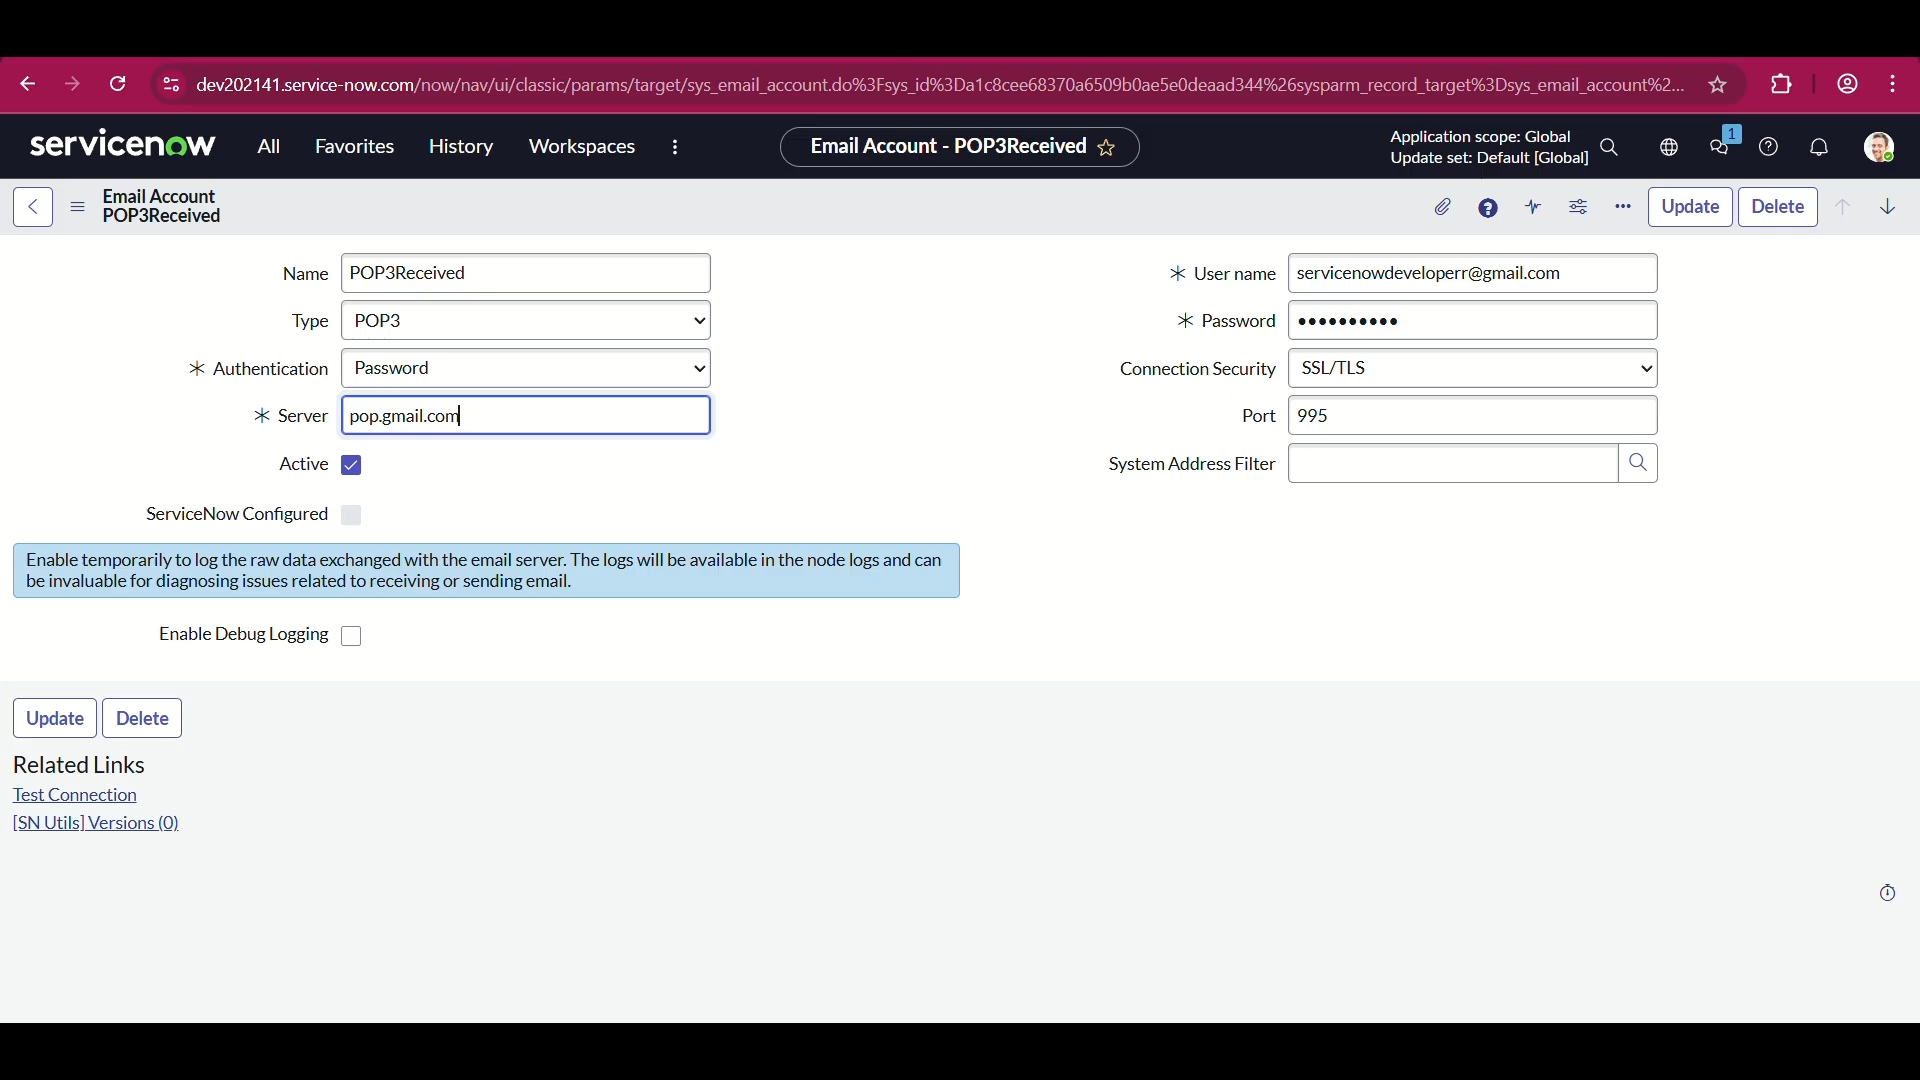 dev202141.service-now.com/now/nav/ui/classic/params/target/sys_email_account.do%3Fsys_id%3Da1c8cee68370a6509b0ae5e0deaad344%26sysparm_record_target%3Dsys_email_account%2...
servicenow All Favorites History Workspaces Email Account - POP3Received Application scope: Global 1
Update set: Default [Global]
Email Account
POP3Received
Update Delete
Name POP3Received
Type POP3
Authentication Password
Server pop.gmail.com
Active
ServiceNow Configured
User name servicenowdeveloperr@gmail.com
Password ••••••••••
Connection Security SSL/TLS
Port 995
System Address Filter
Enable temporarily to log the raw data exchanged with the email server. The logs will be available in the node logs and can
be invaluable for diagnosing issues related to receiving or sending email.
Enable Debug Logging
Update Delete
Related Links
Test Connection
[SN Utils] Versions (0)